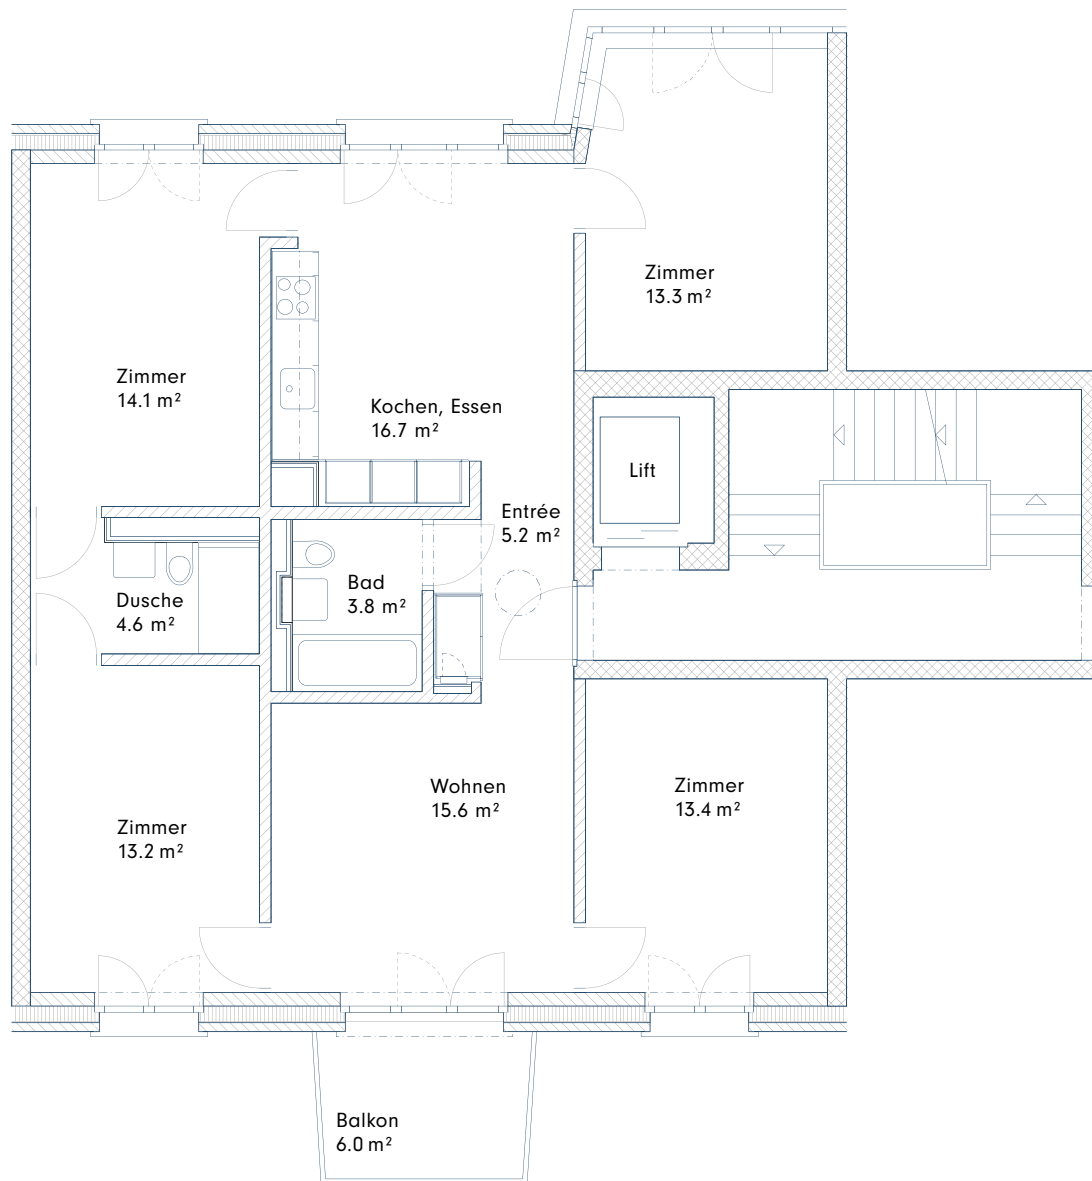 Zimmer
13.3 m²
Zimmer
14.1 m²
Kochen, Essen
16.7 m²
Lift
Entrée
5.2 m²
Bad
3.8 m²
Dusche
4.6 m²
Wohnen
15.6 m²
Zimmer
13.4 m²
Zimmer
13.2 m²
Balkon
6.0 m²